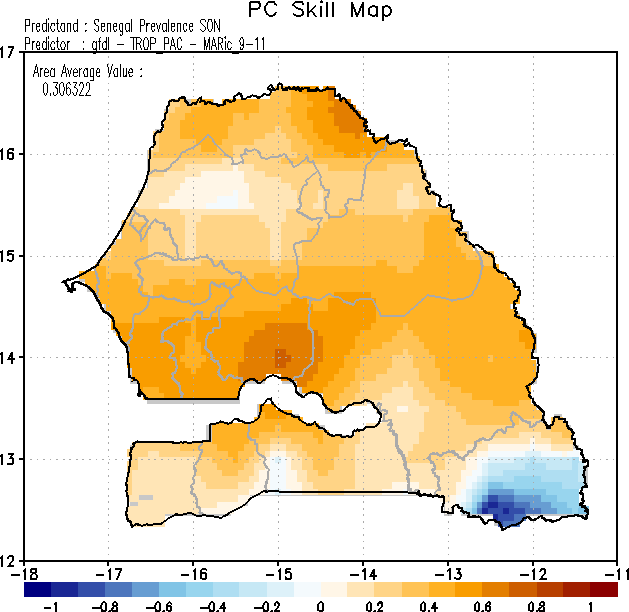 PC Skill Map
Predictand : Senegal Prevalence SON
Predictor : gfdl – TROP_PAC – MARic_9–11
17
Area Average Value :
0.306322
16
15
14
13
12
–18 –17 –16 –15 –14 –13 –12 –11
–1 –0.8 –0.6 –0.4 –0.2 0 0.2 0.4 0.6 0.8 1